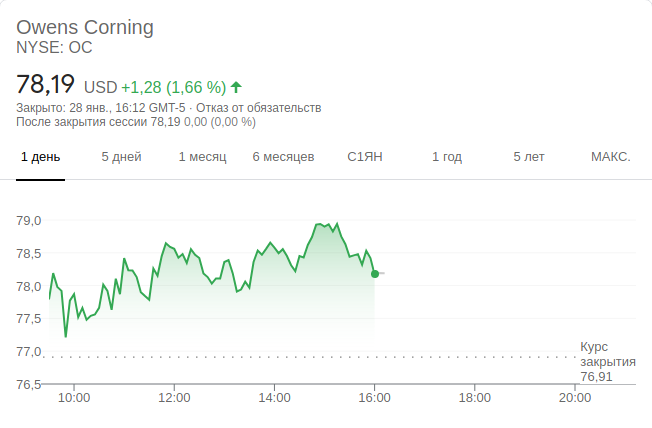 Owens Corning
NYSE: OC
78,19 USD +1,28 (1,66 %)
Закрыто: 28 янв., 16:12 GMT-5 · Отказ от обязательств
После закрытия сессии 78,19 0,00 (0,00 %)
1 день 5 дней 1 месяц 6 месяцев С1ЯН 1 год 5 лет МАКС.
79,0
78,5
78,0
77,5
77,0
76,5
Курс
закрытия
76,91
10:00 12:00 14:00 16:00 18:00 20:00